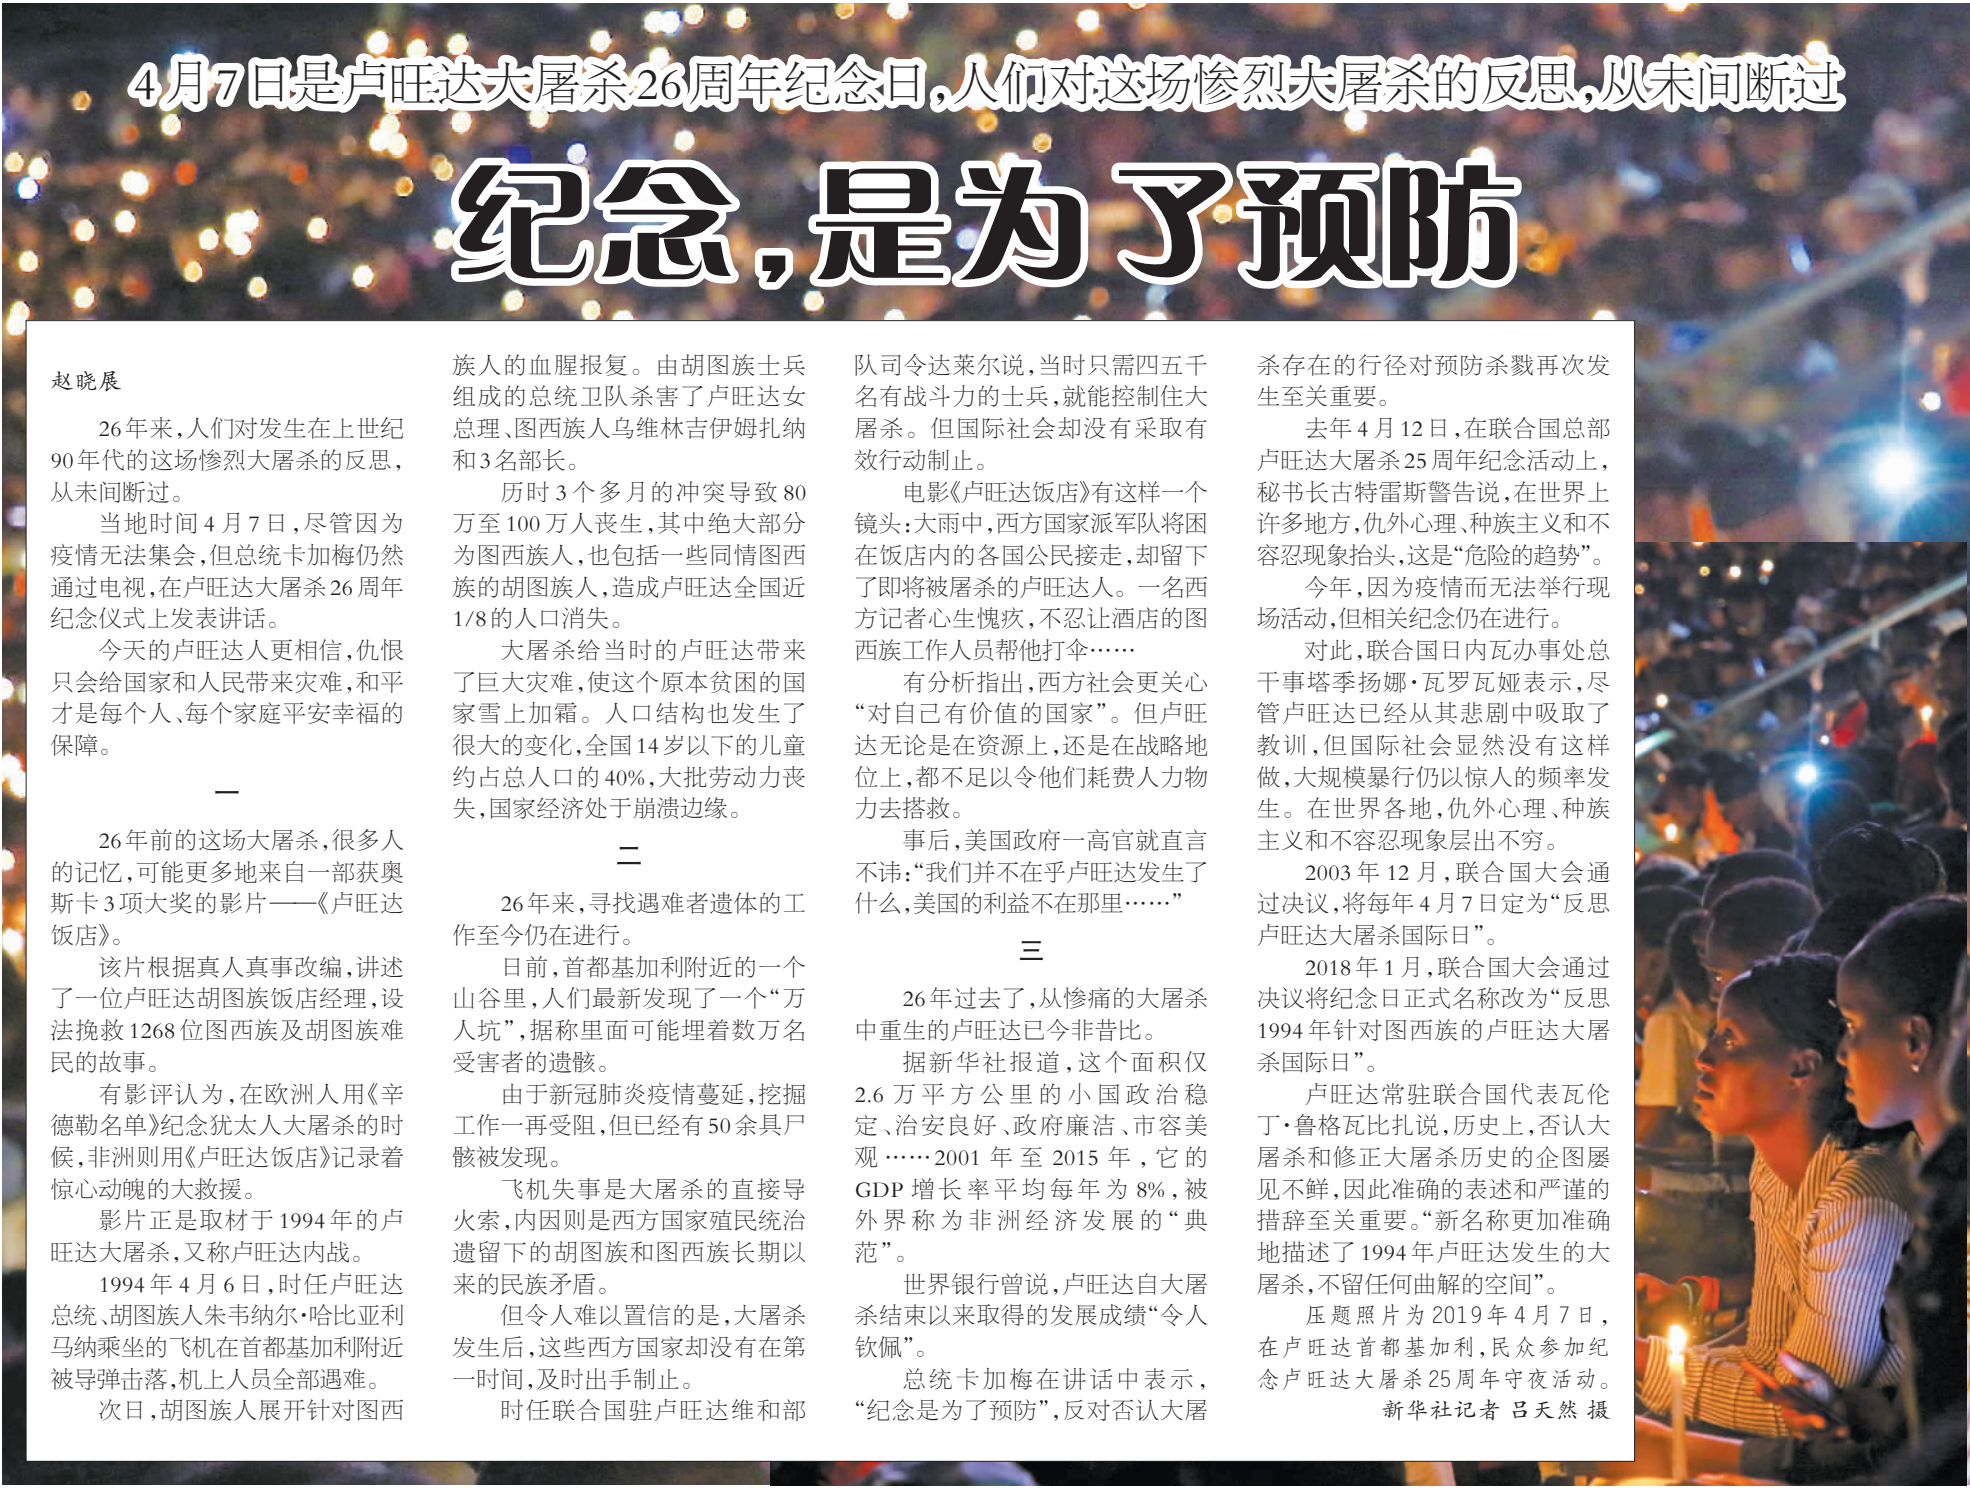 4月7日是卢旺达大屠杀26周年纪念日,人们对这场惨烈大屠杀的反思,从未间断过
纪念,是为了预防
赵晓展
26年来,人们对发生在上世纪
90年代的这场惨烈大屠杀的反思,
从未间断过。
当地时间4月7日,尽管因为
疫情无法集会,但总统卡加梅仍然
通过电视,在卢旺达大屠杀26周年
纪念仪式上发表讲话。
今天的卢旺达人更相信,仇恨
只会给国家和人民带来灾难,和平
才是每个人、每个家庭平安幸福的
保障。
一
26年前的这场大屠杀,很多人
的记忆,可能更多地来自一部获奥
斯卡3项大奖的影片——《卢旺达
饭店》。
该片根据真人真事改编,讲述
了一位卢旺达胡图族饭店经理,设
法挽救1268位图西族及胡图族难
民的故事。
有影评认为,在欧洲人用《辛
德勒名单》纪念犹太人大屠杀的时
候,非洲则用《卢旺达饭店》记录着
惊心动魄的大救援。
影片正是取材于1994年的卢
旺达大屠杀,又称卢旺达内战。
1994年4月6日,时任卢旺达
总统、胡图族人朱韦纳尔·哈比亚利
马纳乘坐的飞机在首都基加利附近
被导弹击落,机上人员全部遇难。
次日,胡图族人展开针对图西
族人的血腥报复。由胡图族士兵
组成的总统卫队杀害了卢旺达女
总理、图西族人乌维林吉伊姆扎纳
和3名部长。
历时3个多月的冲突导致80
万至100万人丧生,其中绝大部分
为图西族人,也包括一些同情图西
族的胡图族人,造成卢旺达全国近
1/8的人口消失。
大屠杀给当时的卢旺达带来
了巨大灾难,使这个原本贫困的国
家雪上加霜。人口结构也发生了
很大的变化,全国14岁以下的儿童
约占总人口的40%,大批劳动力丧
失,国家经济处于崩溃边缘。
二
26年来,寻找遇难者遗体的工
作至今仍在进行。
日前,首都基加利附近的一个
山谷里,人们最新发现了一个“万
人坑”,据称里面可能埋着数万名
受害者的遗骸。
由于新冠肺炎疫情蔓延,挖掘
工作一再受阻,但已经有50余具尸
骸被发现。
飞机失事是大屠杀的直接导
火索,内因则是西方国家殖民统治
遗留下的胡图族和图西族长期以
来的民族矛盾。
但令人难以置信的是,大屠杀
发生后,这些西方国家却没有在第
一时间,及时出手制止。
时任联合国驻卢旺达维和部
队司令达莱尔说,当时只需四五千
名有战斗力的士兵,就能控制住大
屠杀。但国际社会却没有采取有
效行动制止。
电影《卢旺达饭店》有这样一个
镜头:大雨中,西方国家派军队将困
在饭店内的各国公民接走,却留下
了即将被屠杀的卢旺达人。一名西
方记者心生愧疚,不忍让酒店的图
西族工作人员帮他打伞……
有分析指出,西方社会更关心
“对自己有价值的国家”。但卢旺
达无论是在资源上,还是在战略地
位上,都不足以令他们耗费人力物
力去搭救。
事后,美国政府一高官就直言
不讳:“我们并不在乎卢旺达发生了
什么,美国的利益不在那里……”
三
26年过去了,从惨痛的大屠杀
中重生的卢旺达已今非昔比。
据新华社报道,这个面积仅
2.6万平方公里的小国政治稳
定、治安良好、政府廉洁、市容美
观……2001年至2015年,它的
GDP增长率平均每年为8%,被
外界称为非洲经济发展的“典
范”。
世界银行曾说,卢旺达自大屠
杀结束以来取得的发展成绩“令人
钦佩”。
总统卡加梅在讲话中表示,
“纪念是为了预防”,反对否认大屠
杀存在的行径对预防杀戮再次发
生至关重要。
去年4月12日,在联合国总部
卢旺达大屠杀25周年纪念活动上,
秘书长古特雷斯警告说,在世界上
许多地方,仇外心理、种族主义和不
容忍现象抬头,这是“危险的趋势”。
今年,因为疫情而无法举行现
场活动,但相关纪念仍在进行。
对此,联合国日内瓦办事处总
干事塔季扬娜·瓦罗瓦娅表示,尽
管卢旺达已经从其悲剧中吸取了
教训,但国际社会显然没有这样
做,大规模暴行仍以惊人的频率发
生。在世界各地,仇外心理、种族
主义和不容忍现象层出不穷。
2003年12月,联合国大会通
过决议,将每年4月7日定为“反思
卢旺达大屠杀国际日”。
2018年1月,联合国大会通过
决议将纪念日正式名称改为“反思
1994年针对图西族的卢旺达大屠
杀国际日”。
卢旺达常驻联合国代表瓦伦
丁·鲁格瓦比扎说,历史上,否认大
屠杀和修正大屠杀历史的企图屡
见不鲜,因此准确的表述和严谨的
措辞至关重要。“新名称更加准确
地描述了1994年卢旺达发生的大
屠杀,不留任何曲解的空间”。
压题照片为2019年4月7日,
在卢旺达首都基加利,民众参加纪
念卢旺达大屠杀25周年守夜活动。
新华社记者 吕天然 摄